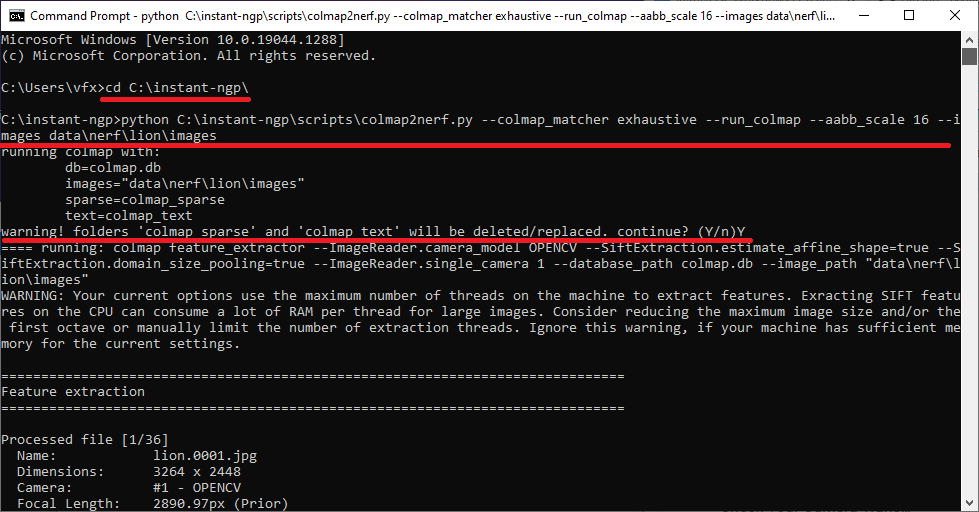 Command Prompt - python  C:\instant-ngp\scripts\colmap2nerf.py --colmap_matcher exhaustive --run_colmap --aabb_scale 16 --images data\nerf\li...
Microsoft Windows [Version 10.0.19044.1288]
(c) Microsoft Corporation. All rights reserved.
C:\Users\vfx>cd C:\instant-ngp\
C:\instant-ngp>python C:\instant-ngp\scripts\colmap2nerf.py --colmap_matcher exhaustive --run_colmap --aabb_scale 16 --i
mages data\nerf\lion\images
running colmap with:
db=colmap.db
images="data\nerf\lion\images"
sparse=colmap_sparse
text=colmap_text
warning! folders 'colmap_sparse' and 'colmap_text' will be deleted/replaced. continue? (Y/n)Y
==== running: colmap feature_extractor --ImageReader.camera_model OPENCV --SiftExtraction.estimate_affine_shape=true --S
iftExtraction.domain_size_pooling=true --ImageReader.single_camera 1 --database_path colmap.db --image_path "data\nerf\l
ion\images"
WARNING: Your current options use the maximum number of threads on the machine to extract features. Exracting SIFT featu
res on the CPU can consume a lot of RAM per thread for large images. Consider reducing the maximum image size and/or the
first octave or manually limit the number of extraction threads. Ignore this warning, if your machine has sufficient me
mory for the current settings.
==============================================================================
Feature extraction
==============================================================================
Processed file [1/36]
Name:            lion.0001.jpg
Dimensions:      3264 x 2448
Camera:          #1 - OPENCV
Focal Length:    2890.97px (Prior)